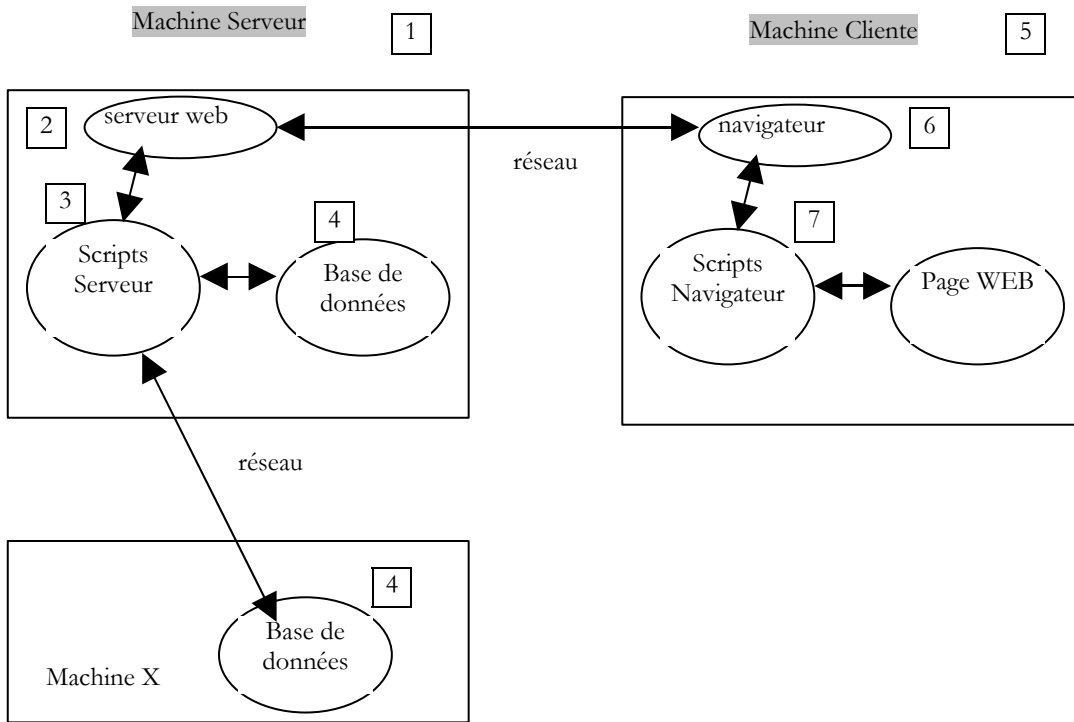 Machine Serveur
1
Machine Cliente
5
2
serveur web
navigateur
6
réseau
3
4
7
Scripts
Serveur
Base de
données
Scripts
Navigateur
Page WEB
réseau
4
Base de
données
Machine X